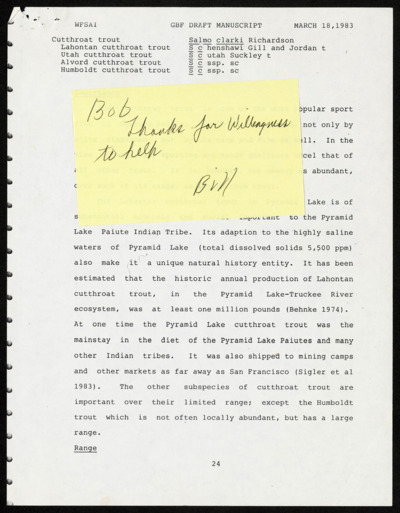 WFSA1 GBF DRAFT MANUSCRIPT MARCH 18,1983
Cutthroat trout Salmo clarki Richardson
Lahontan cutthroat trout S c henshawi Gill and Jordan t
Utah cutthroat trout S c utah Suckley t
Alvord cutthroat trout S c ssp. sc
Humboldt cutthroat trout S c ssp. sc
Bob
Thanks for Willingness
to help
Bill
opular sport
not only by
ll. In the
cel that of
s abundant,
Lake is of
important to the Pyramid
Lake Paiute Indian Tribe. Its adaption to the highly saline
waters of Pyramid Lake (total dissolved solids 5,500 ppm)
also make it a unique natural history entity. It has been
estimated that the historic annual production of Lahontan
cutthroat trout, in the Pyramid Lake-Truckee River
ecosystem, was at least one million pounds (Behnke 1974).
At one time the Pyramid Lake cutthroat trout was the
mainstay in the diet of the Pyramid Lake Paiutes and many
other Indian tribes. It was also shipped to mining camps
and other markets as far away as San Francisco (Sigler et al
1983). The other subspecies of cutthroat trout are
important over their limited range; except the Humboldt
trout which is not often locally abundant, but has a large
range.
Range
24